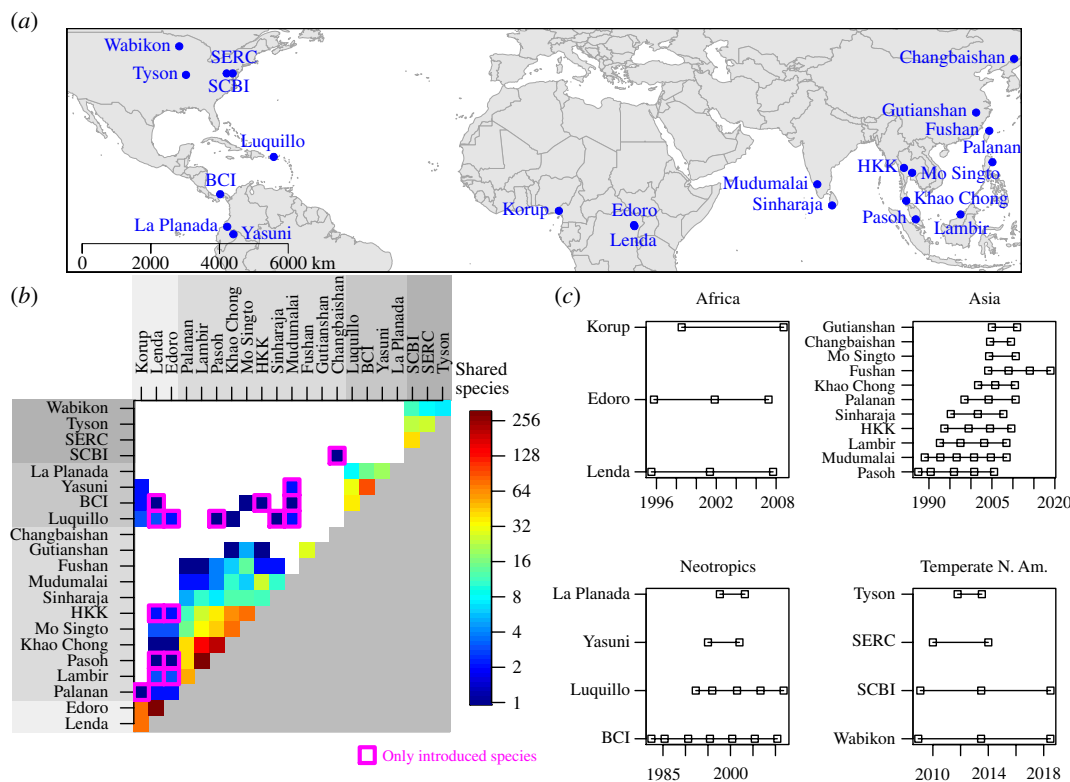 (a)
Wabikon
SERC
Tyson
SCBI
Luquillo
BCI
La Planada
Yasuni
0 2000 4000 6000 km
Korup
Edoro
Lenda
Changbaishan
Gutianshan
Fushan
Palanan
HKK
Mo Singto
Mudumalai
Sinharaja
Khao Chong
Pasoh
Lambir
(b)
Korup
Lenda
Edoro
Palanan
Lambir
Pasoh
Khao Chong
Mo Singto
HKK
Sinharaja
Mudumalai
Fushan
Gutianshan
Changbaishan
Luquillo
BCI
Yasuni
La Planada
SCBI
SERC
Tyson
Wabikon
Tyson
SERC
SCBI
La Planada
Yasuni
BCI
Luquillo
Changbaishan
Gutianshan
Fushan
Mudumalai
Sinharaja
HKK
Mo Singto
Khao Chong
Pasoh
Lambir
Palanan
Edoro
Lenda
Shared
species
256
128
64
32
16
8
4
2
1
Only introduced species
(c)
Africa
Korup
Edoro
Lenda
1996 2002 2008
Asia
Gutianshan
Changbaishan
Mo Singto
Fushan
Khao Chong
Palanan
Sinharaja
HKK
Lambir
Mudumalai
Pasoh
1990 2005 2020
Neotropics
La Planada
Yasuni
Luquillo
BCI
1985 2000
Temperate N. Am.
Tyson
SERC
SCBI
Wabikon
2010 2014 2018